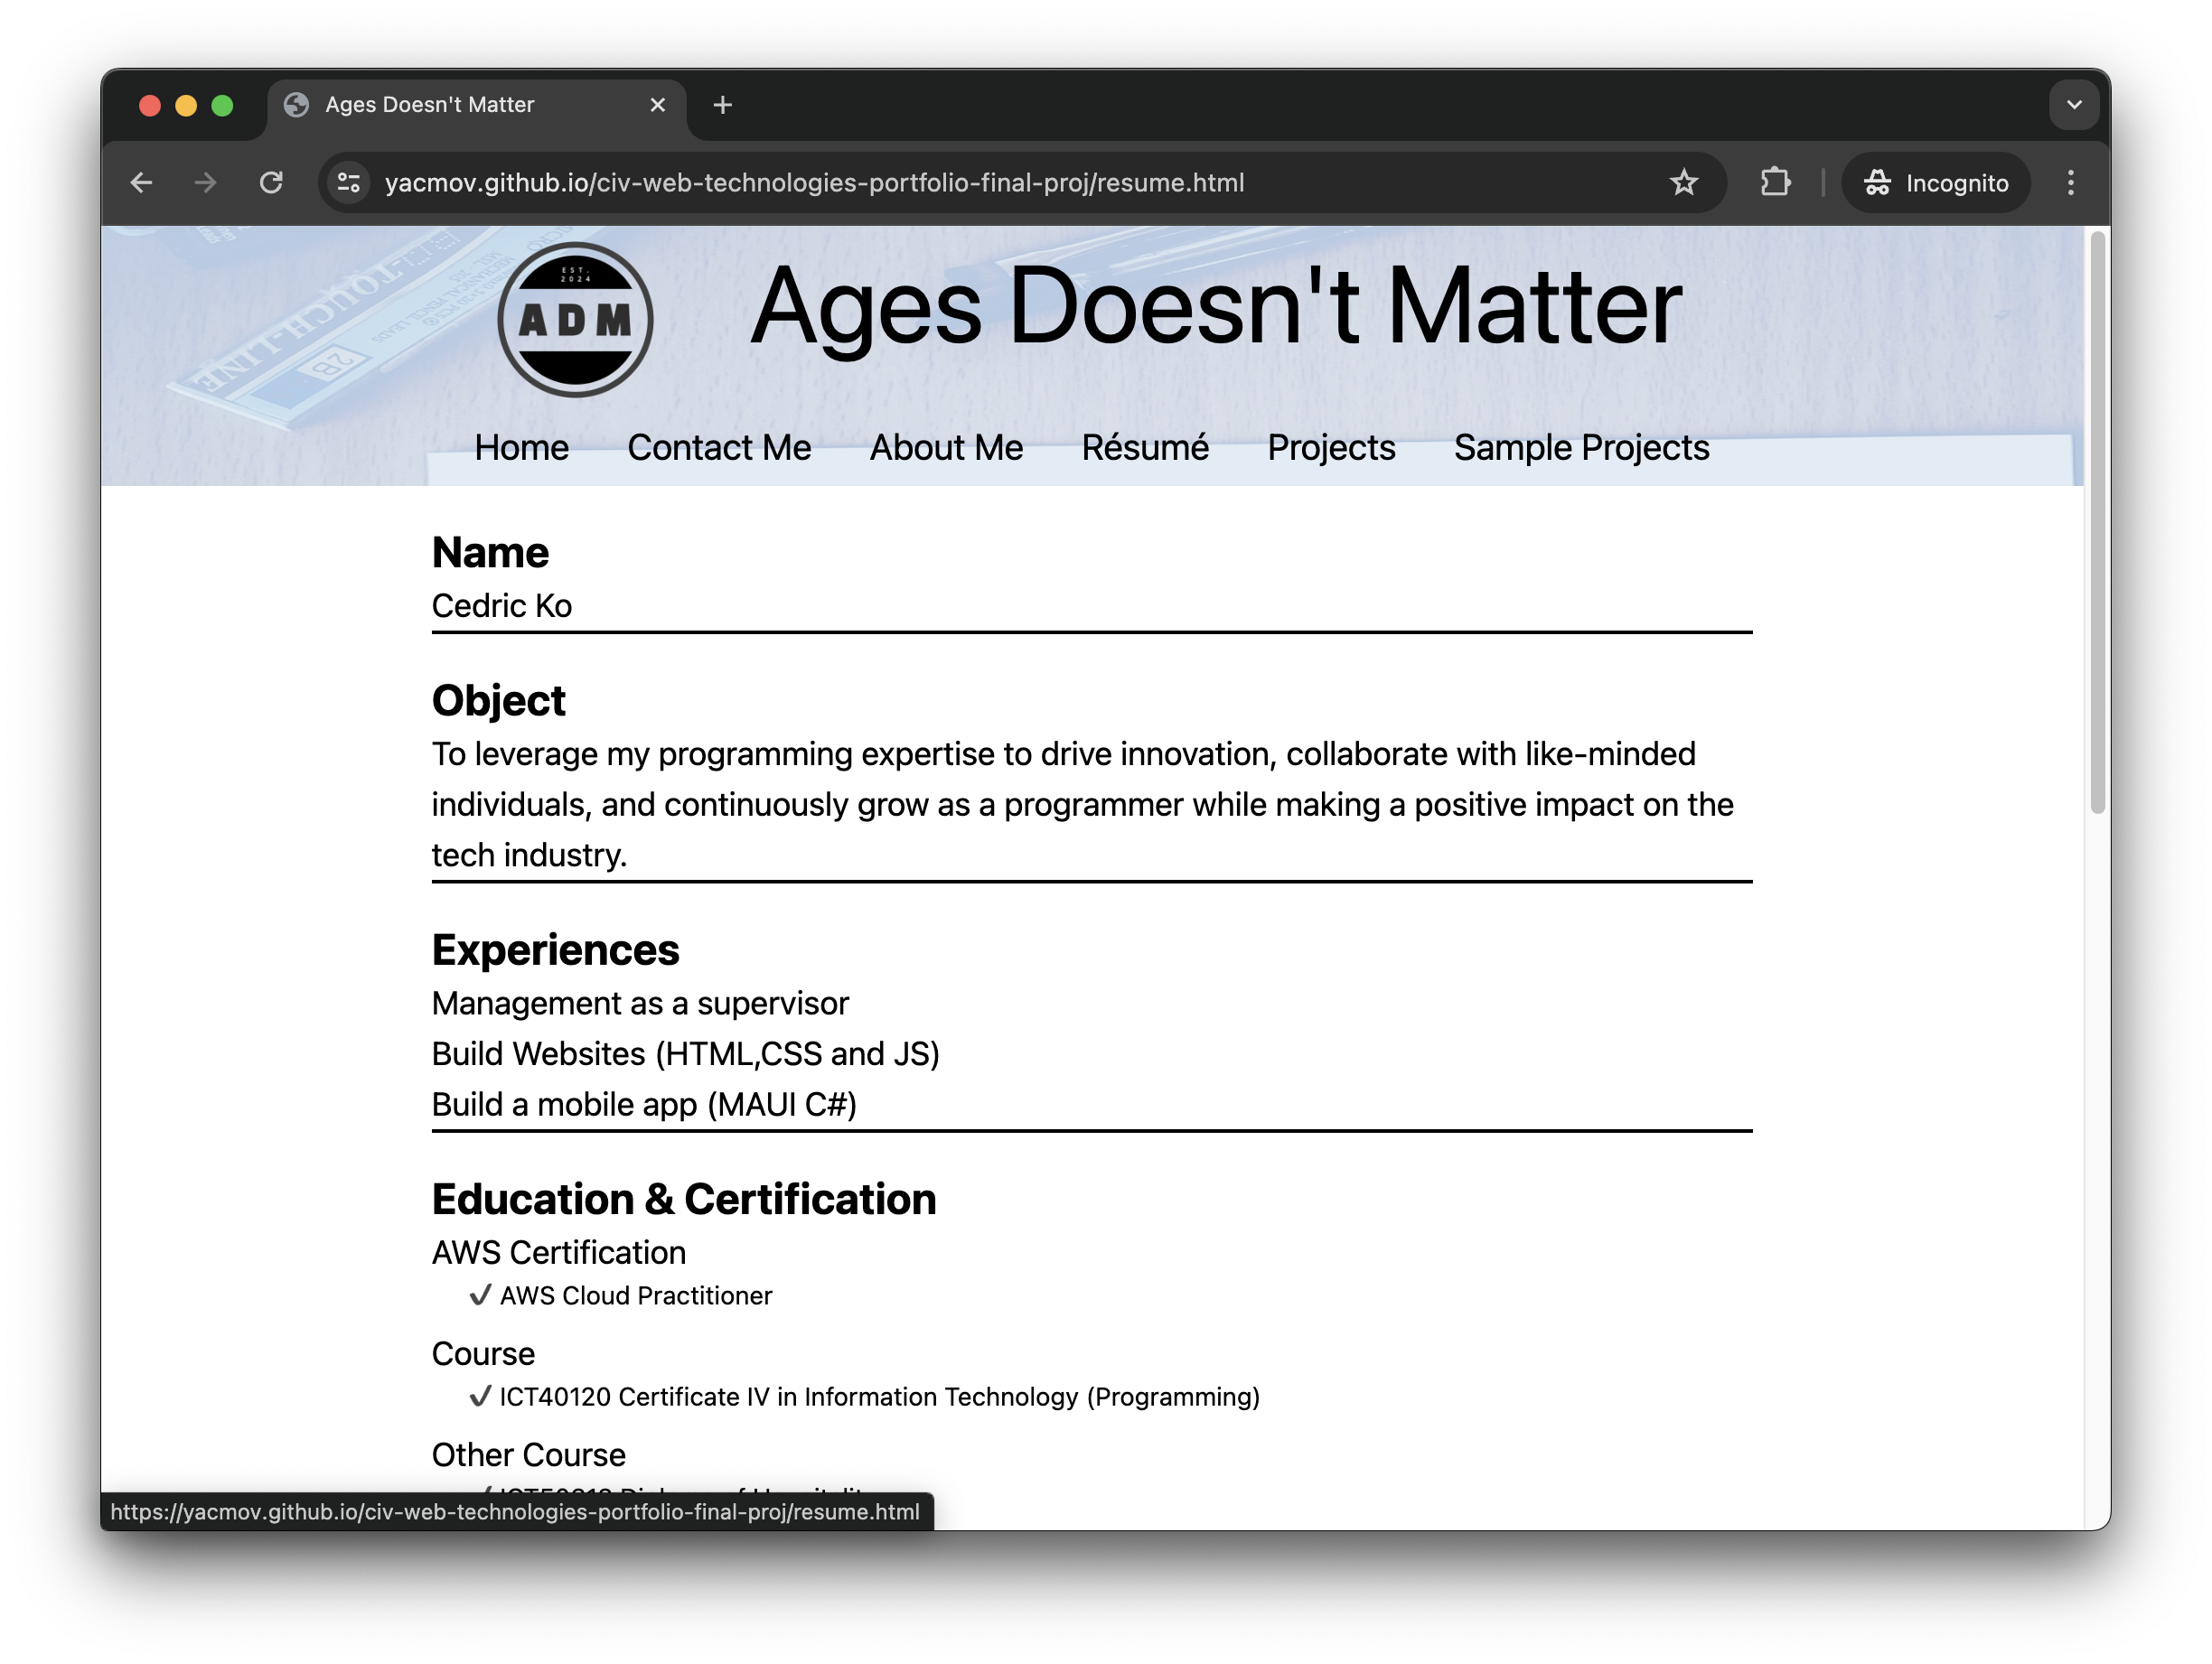 Ages Doesn't Matter
yacmov.github.io/civ-web-technologies-portfolio-final-proj/resume.html
Incognito
EST.
2024
ADM
Ages Doesn't Matter
TOUCH-LINE
2B
Home Contact Me About Me Résumé Projects Sample Projects
Name
Cedric Ko
Object
To leverage my programming expertise to drive innovation, collaborate with like-minded
individuals, and continuously grow as a programmer while making a positive impact on the
tech industry.
Experiences
Management as a supervisor
Build Websites (HTML,CSS and JS)
Build a mobile app (MAUI C#)
Education & Certification
AWS Certification
✔ AWS Cloud Practitioner
Course
✔ ICT40120 Certificate IV in Information Technology (Programming)
Other Course
https://yacmov.github.io/civ-web-technologies-portfolio-final-proj/resume.html